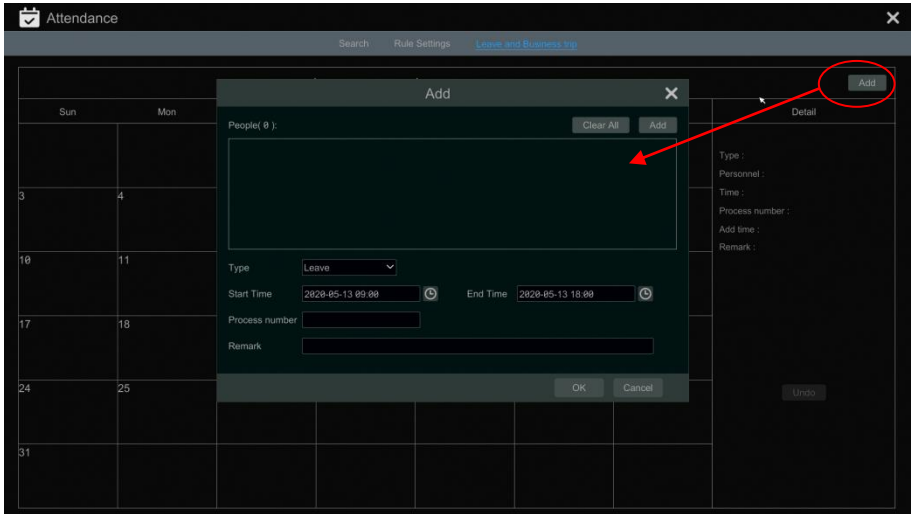 Attendance
Search Rule Settings Leave and Business trip
Add
Add
Sun Mon Detail
People( 0 ): Clear All Add
Type :
Personnel :
3 4 Time :
Process number :
Add time :
Remark :
10 11
Type Leave
Start Time 2020-05-13 09:00 End Time 2020-05-13 18:00
17 18
Process number
Remark
24 25
OK Cancel
Undo
31